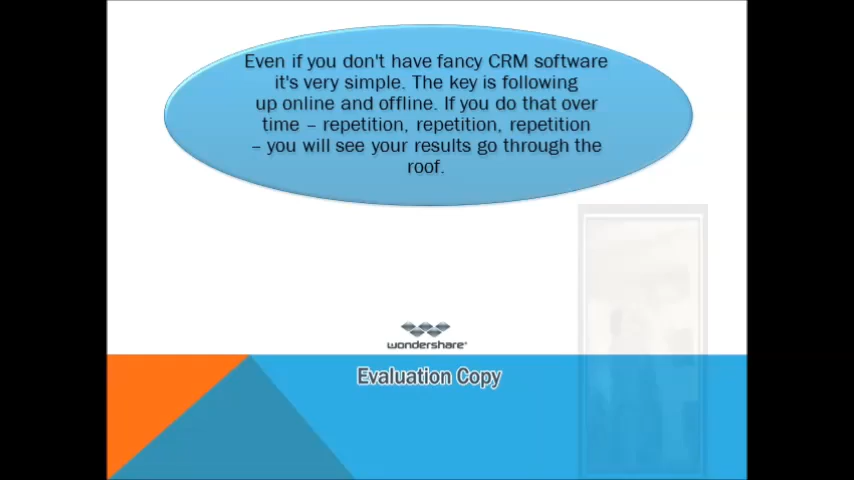 Even if you don't have fancy CRM software
it's very simple. The key is following
up online and offline. If you do that over
time – repetition, repetition, repetition
– you will see your results go through the
roof.
wondershare
Evaluation Copy